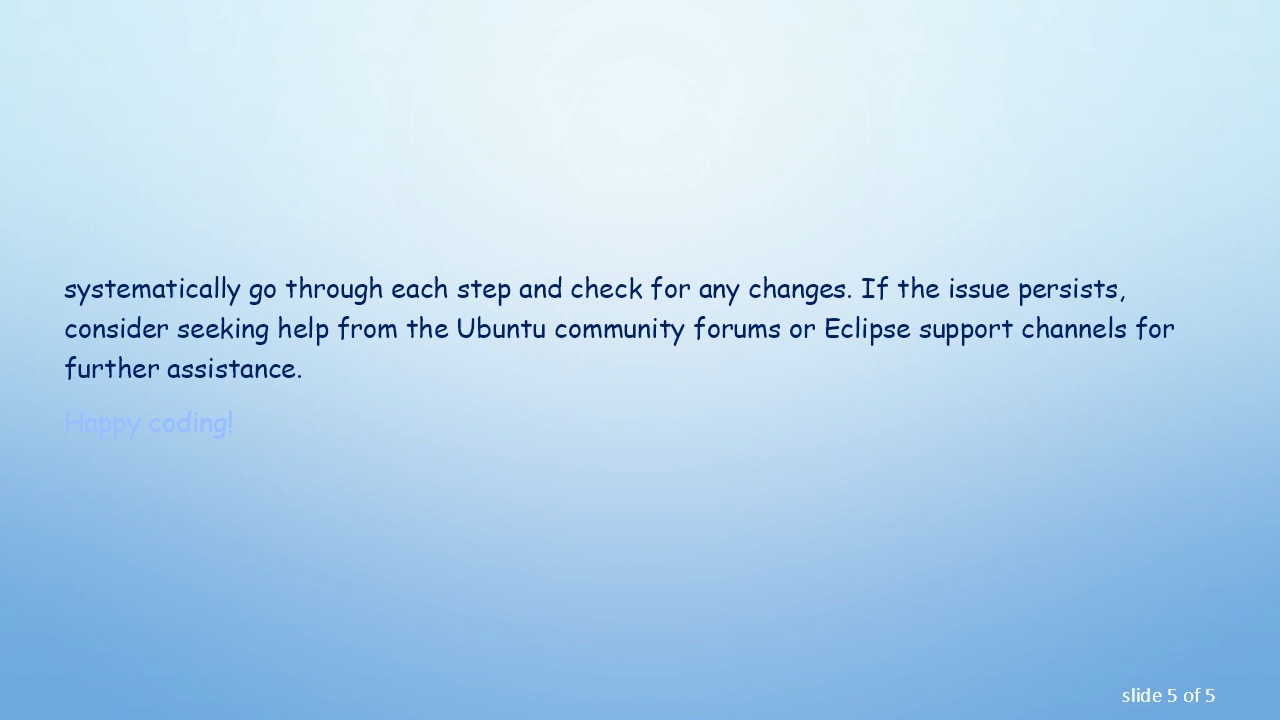 systematically go through each step and check for any changes. If the issue persists,
consider seeking help from the Ubuntu community forums or Eclipse support channels for
further assistance.
Happy coding!
slide 5 of 5